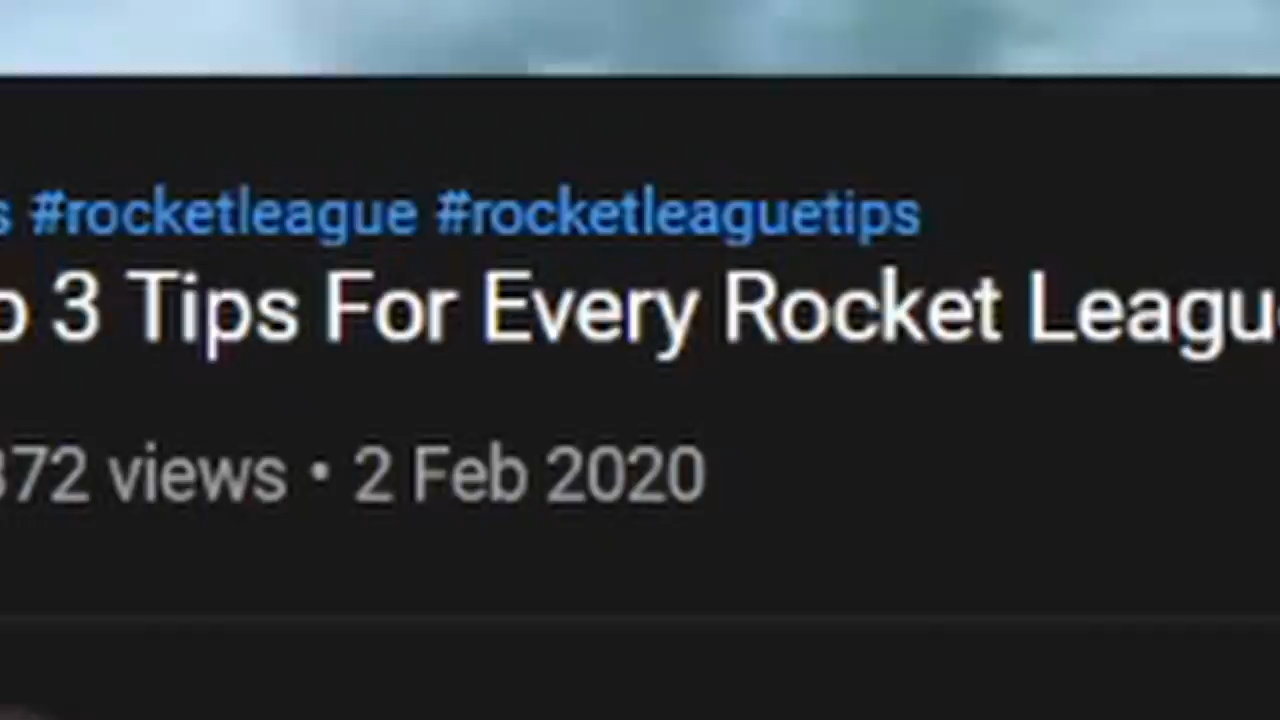 #rocketleague #rocketleaguetips
3 Tips For Every Rocket
views • 2 Feb 2020